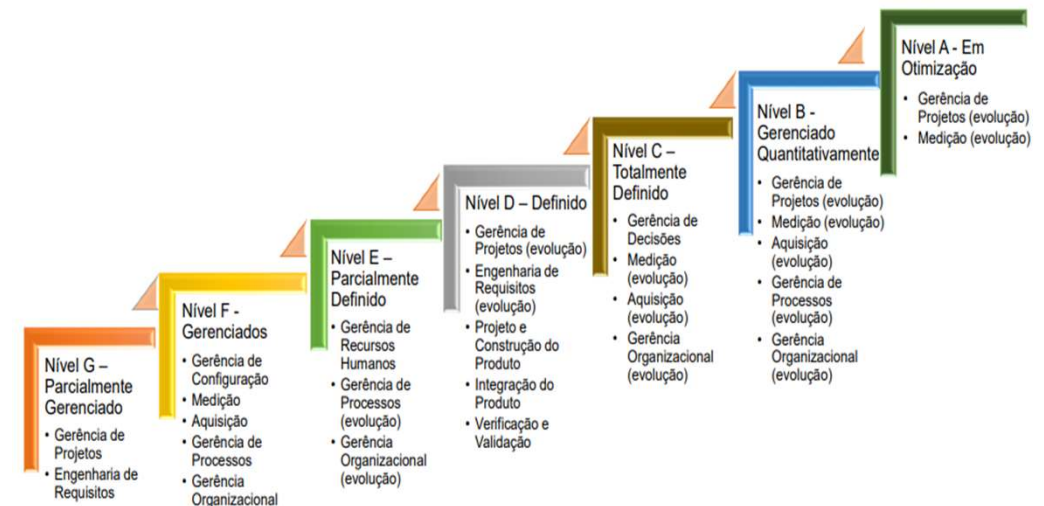 Nível G –
Parcialmente
Gerenciado
• Gerência de
Projetos
• Engenharia de
Requisitos
Nível F -
Gerenciados
• Gerência de
Configuração
• Medição
• Aquisição
• Gerência de
Processos
• Gerência
Organizacional
Nível E –
Parcialmente
Definido
• Gerência de
Recursos
Humanos
• Gerência de
Processos
(evolução)
• Gerência
Organizacional
(evolução)
Nível D – Definido
• Gerência de
Projetos (evolução)
• Engenharia de
Requisitos
(evolução)
• Projeto e
Construção do
Produto
• Integração do
Produto
• Verificação e
Validação
Nível C –
Totalmente
Definido
• Gerência de
Decisões
• Medição
(evolução)
• Aquisição
(evolução)
• Gerência
Organizacional
(evolução)
Nível B -
Gerenciado
Quantitativamente
• Gerência de
Projetos (evolução)
• Medição (evolução)
• Aquisição
(evolução)
• Gerência de
Processos
(evolução)
• Gerência
Organizacional
(evolução)
Nível A - Em
Otimização
• Gerência de
Projetos (evolução)
• Medição (evolução)